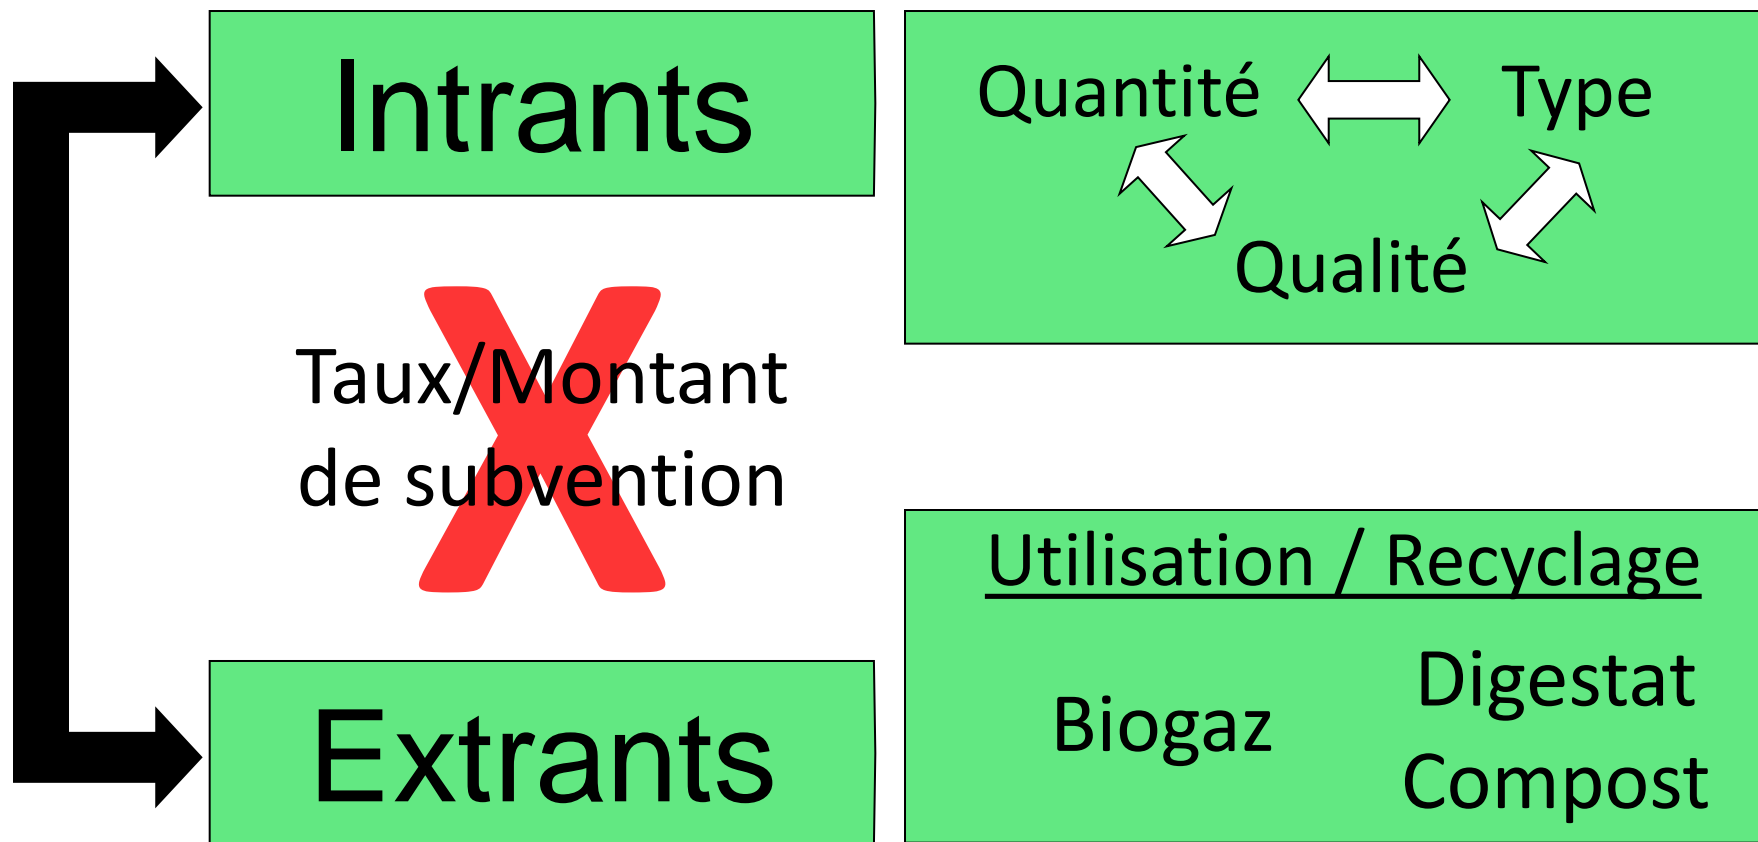 Intrants
Quantité
Type
Qualité
Taux/Montant
de subvention
Extrants
Utilisation / Recyclage
Biogaz
Digestat
Compost